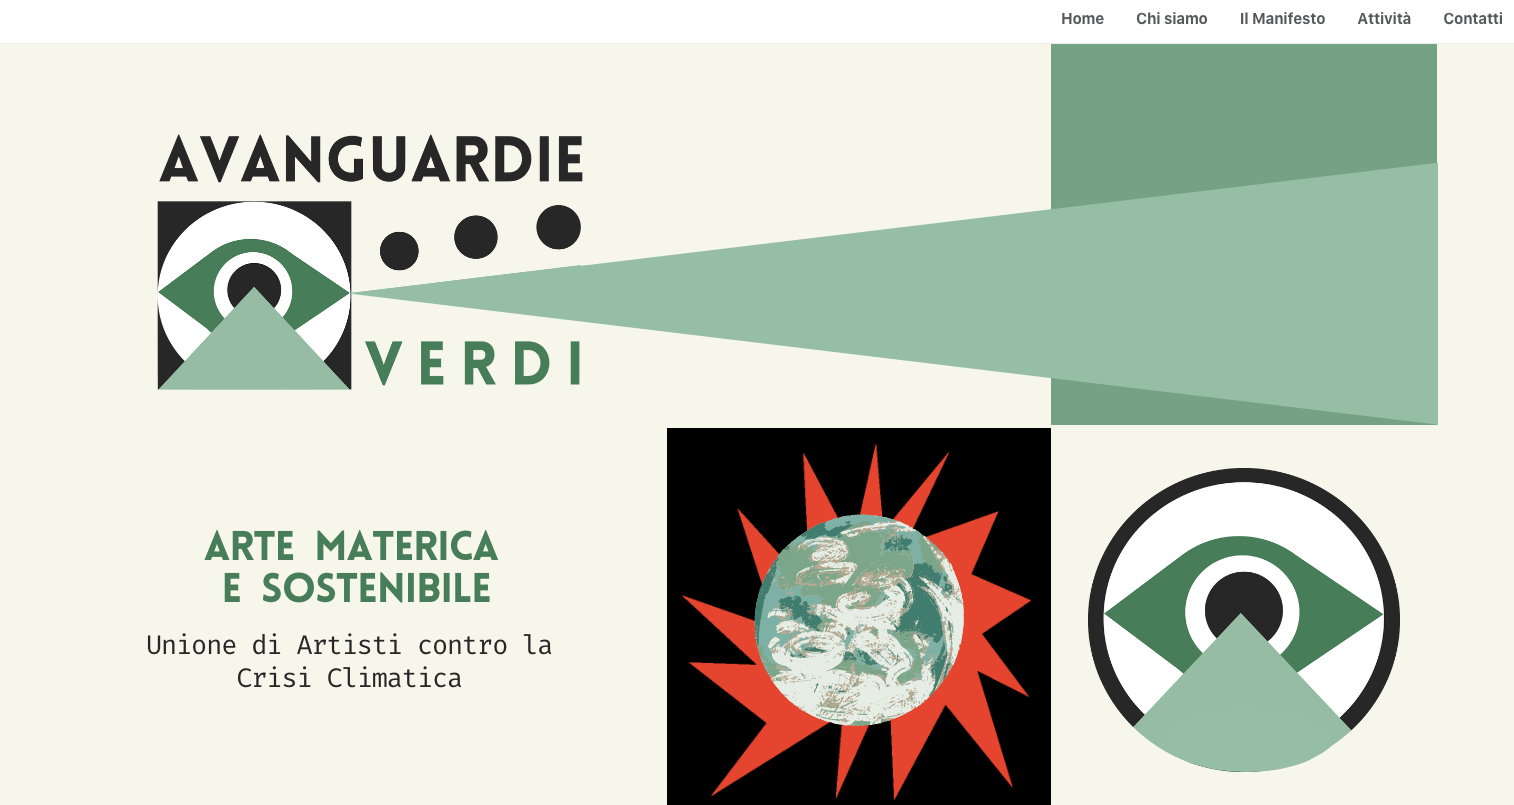 Home Chi siamo Il Manifesto Attività Contatti
AVANGUARDIE
VERDI
ARTE MATERICA
E SOSTENIBILE
Unione di Artisti contro la
Crisi Climatica